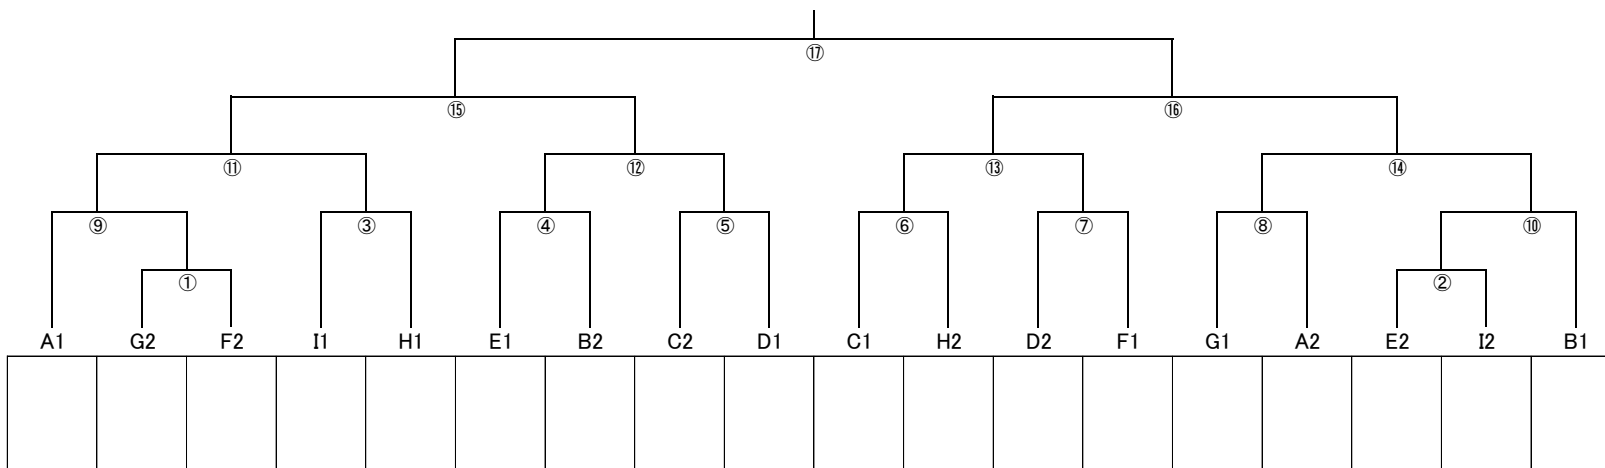 ⑰
⑮ ⑯
⑪ ⑫ ⑬ ⑭
⑨ ③ ④ ⑤ ⑥ ⑦ ⑧ ⑩
① ②
A1 G2 F2 I1 H1 E1 B2 C2 D1 C1 H2 D2 F1 G1 A2 E2 I2 B1